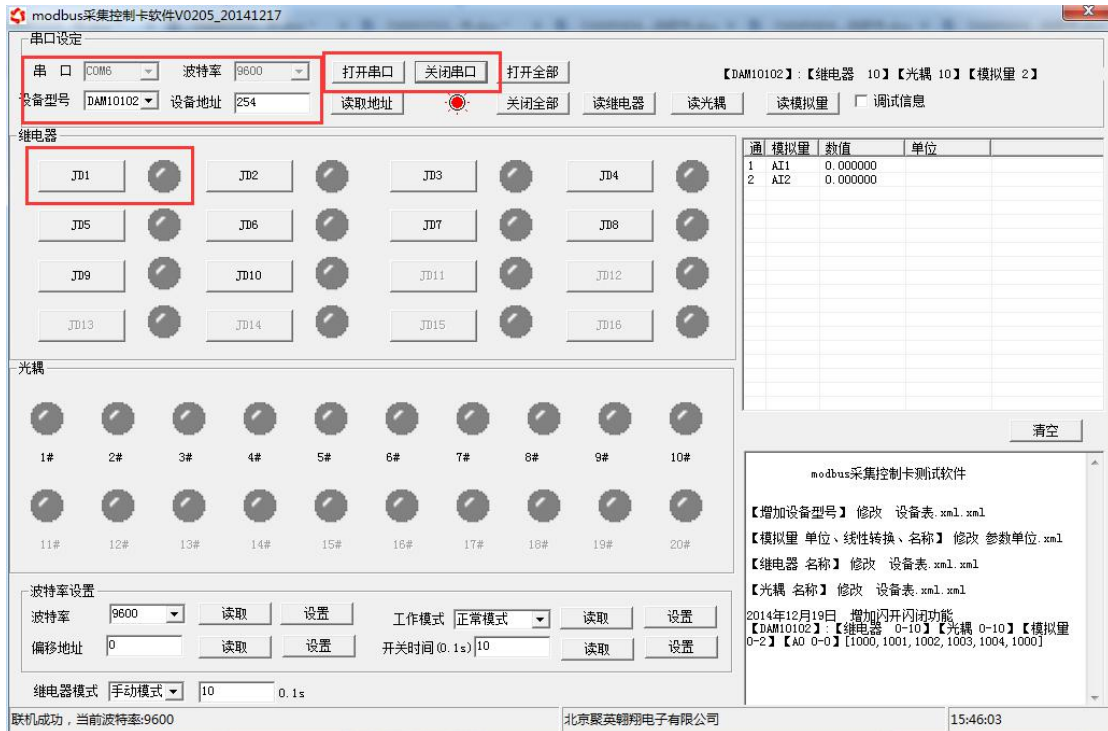 modbus采集控制卡软件V0205_20141217
串口设定
串 口 COM6 波特率 9600 打开串口 关闭串口 打开全部 【DAM10102】:【继电器 10】【光耦 10】【模拟量 2】
设备型号 DAM10102 设备地址 254 读取地址 关闭全部 读继电器 读光耦 读模拟量 调试信息
继电器
JD1 JD2 JD3 JD4
JD5 JD6 JD7 JD8
JD9 JD10 JD11 JD12
JD13 JD14 JD15 JD16
通 模拟量 数值 单位
1 AI1 0.000000
2 AI2 0.000000
光耦
1# 2# 3# 4# 5# 6# 7# 8# 9# 10#
11# 12# 13# 14# 15# 16# 17# 18# 19# 20#
清空
modbus采集控制卡测试软件
【增加设备型号】 修改 设备表.xml.xml
【模拟量 单位、线性转换、名称】 修改 参数单位.xml
【继电器 名称】 修改 设备表.xml.xml
【光耦 名称】 修改 设备表.xml.xml
2014年12月19日 增加闪开闪闭功能
【DAM10102】:【继电器 0-10】【光耦 0-10】【模拟量
0-2】【AO 0-0】[1000,1001,1002,1003,1004,1000]
波特率设置
波特率 9600 读取 设置 工作模式 正常模式 读取 设置
偏移地址 0 读取 设置 开关时间(0.1s) 10 读取 设置
继电器模式 手动模式 10 0.1s
联机成功，当前波特率:9600 北京聚英翱翔电子有限公司 15:46:03